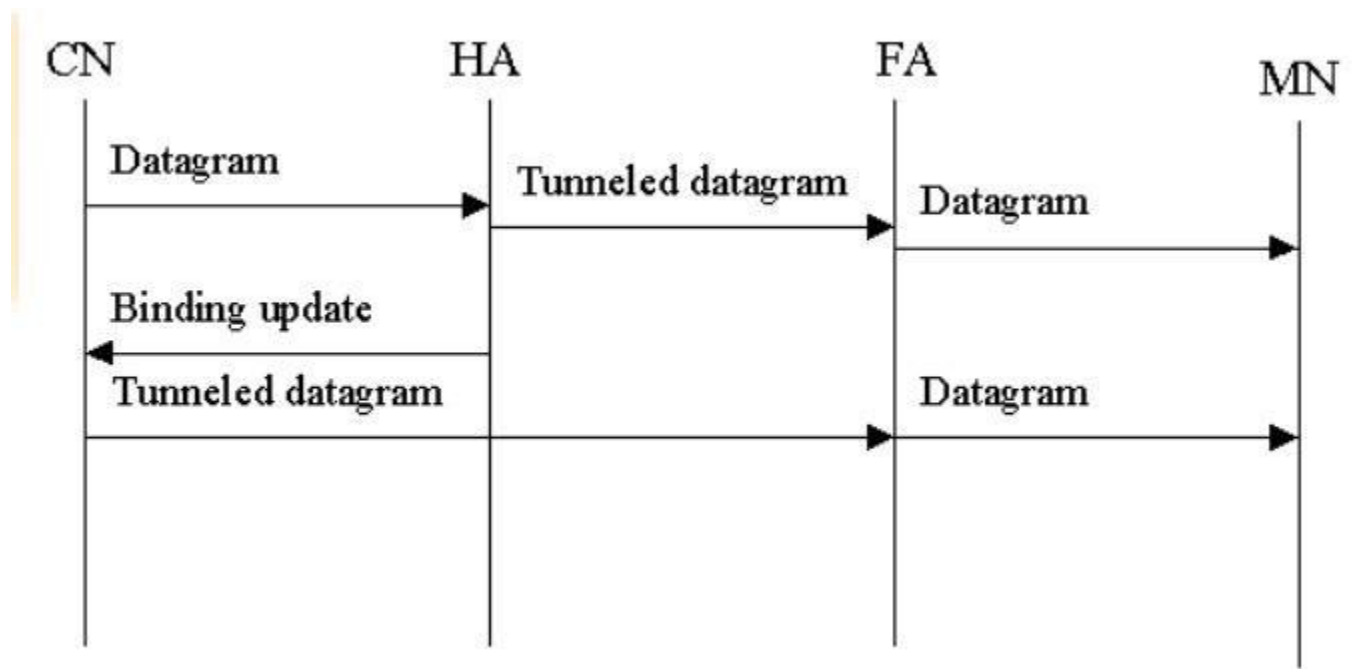 CN
HA
FA
MN
Datagram
Tunneled datagram
Datagram
Binding update
Tunneled datagram
Datagram